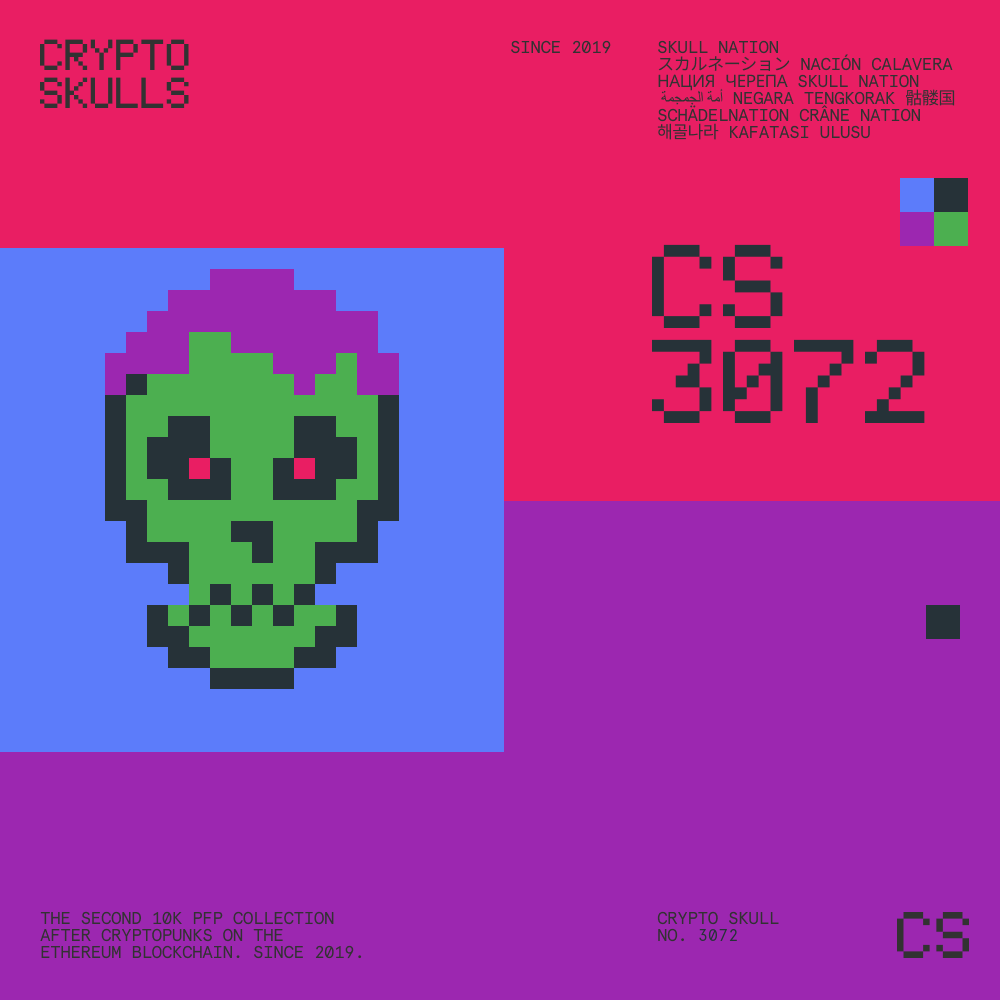 CRYPTO
SKULLS
SINCE 2019
SKULL NATION
スカルネーション NACIÓN CALAVERA
НАЦИЯ ЧЕРЕПА SKULL NATION
أمة الجمجمة NEGARA TENGKORAK 骷髅国
SCHÄDELNATION CRÂNE NATION
해골나라 KAFATASI ULUSU
CS
3072
THE SECOND 10K PFP COLLECTION
AFTER CRYPTOPUNKS ON THE
ETHEREUM BLOCKCHAIN. SINCE 2019.
CRYPTO SKULL
NO. 3072
CS